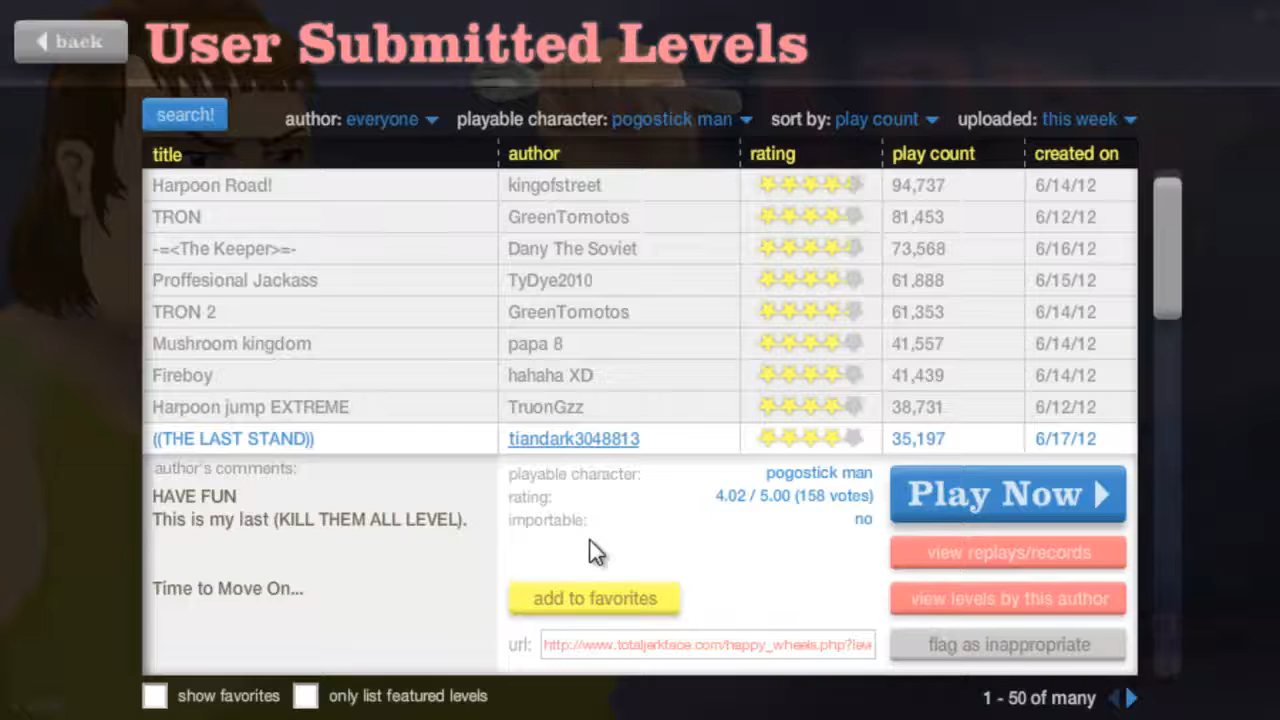 back
User Submitted Levels
search!
author: everyone playable character: pogostick man sort by: play count uploaded: this week
title author rating play count created on
Harpoon Road! kingofstreet 94,737 6/14/12
TRON GreenTomotos 81,453 6/12/12
-=<The Keeper>=- Dany The Soviet 73,568 6/16/12
Proffesional Jackass TyDye2010 61,888 6/15/12
TRON 2 GreenTomotos 61,353 6/14/12
Mushroom kingdom papa 8 41,557 6/14/12
Fireboy hahaha XD 41,439 6/14/12
Harpoon jump EXTREME TruonGzz 38,731 6/12/12
((THE LAST STAND)) tiandark3048813 35,197 6/17/12
author's comments:
HAVE FUN
This is my last (KILL THEM ALL LEVEL).
Time to Move On...
playable character: pogostick man
rating: 4.02 / 5.00 (158 votes)
importable: no
add to favorites
url: http://www.totaljerkface.com/happy_wheels.php?lev
Play Now
view replays/records
view levels by this author
flag as inappropriate
show favorites only list featured levels
1 - 50 of many